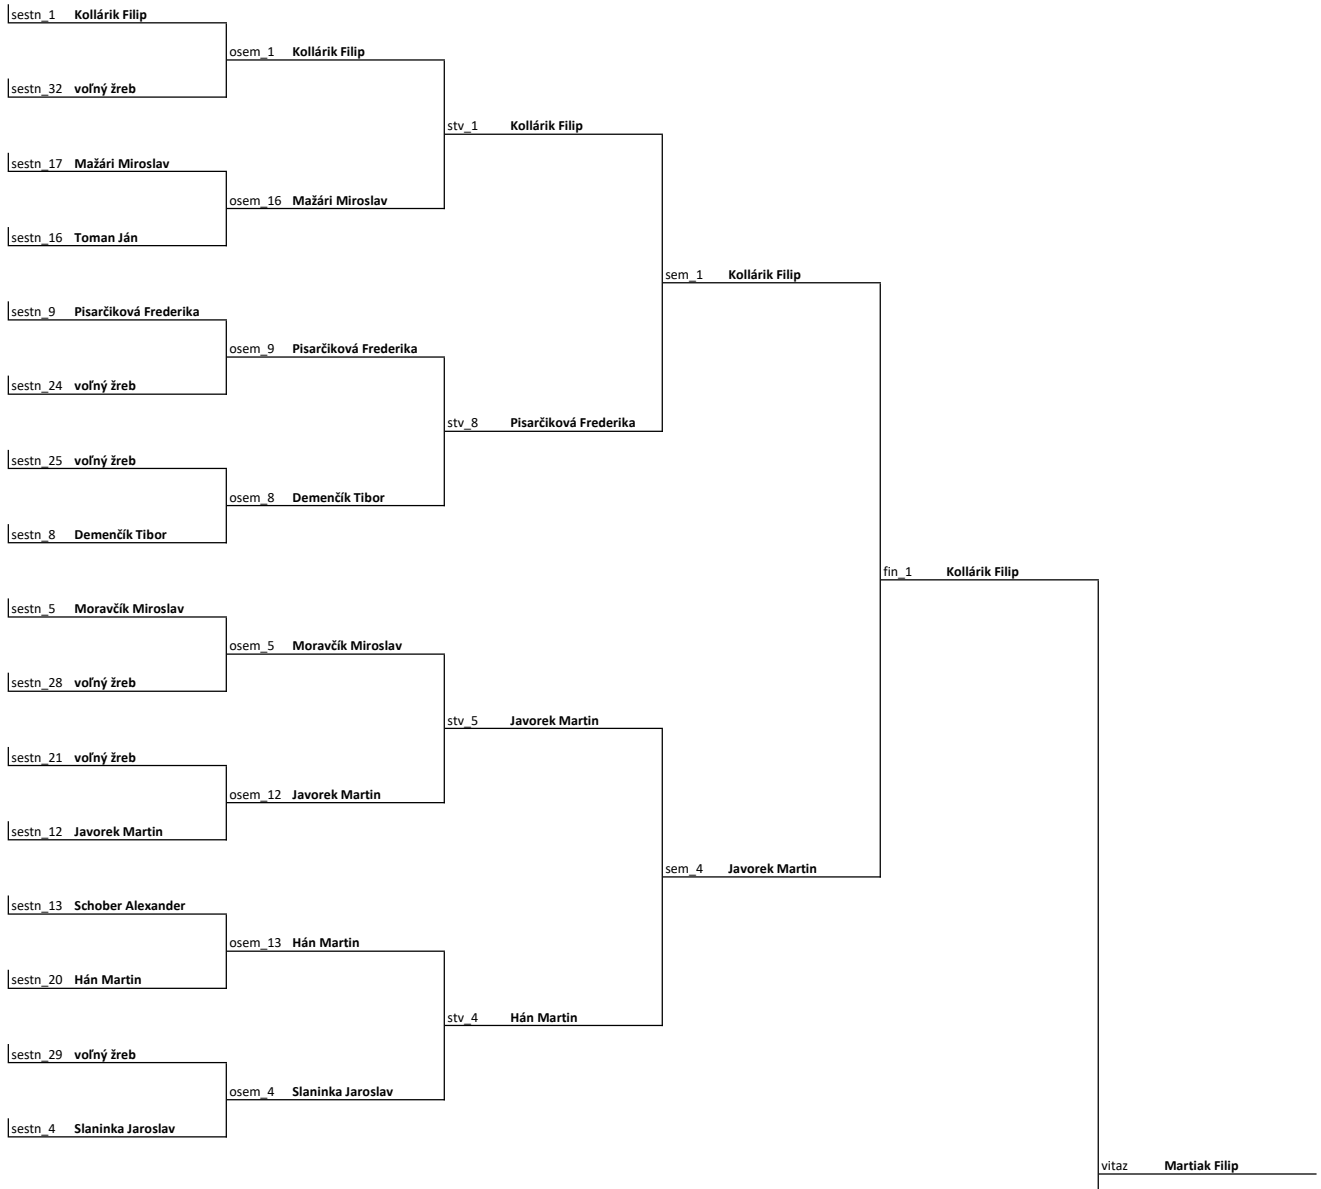 sestn_1 Kollárik Filip
osem_1 Kollárik Filip
sestn_32 voľný žreb
stv_1 Kollárik Filip
sestn_17 Mažári Miroslav
osem_16 Mažári Miroslav
sestn_16 Toman Ján
sem_1 Kollárik Filip
sestn_9 Pisarčiková Frederika
osem_9 Pisarčiková Frederika
sestn_24 voľný žreb
stv_8 Pisarčiková Frederika
sestn_25 voľný žreb
osem_8 Demenčík Tibor
sestn_8 Demenčík Tibor
fin_1 Kollárik Filip
sestn_5 Moravčík Miroslav
osem_5 Moravčík Miroslav
sestn_28 voľný žreb
stv_5 Javorek Martin
sestn_21 voľný žreb
osem_12 Javorek Martin
sestn_12 Javorek Martin
sem_4 Javorek Martin
sestn_13 Schober Alexander
osem_13 Hán Martin
sestn_20 Hán Martin
stv_4 Hán Martin
sestn_29 voľný žreb
osem_4 Slaninka Jaroslav
sestn_4 Slaninka Jaroslav
vitaz Martiak Filip